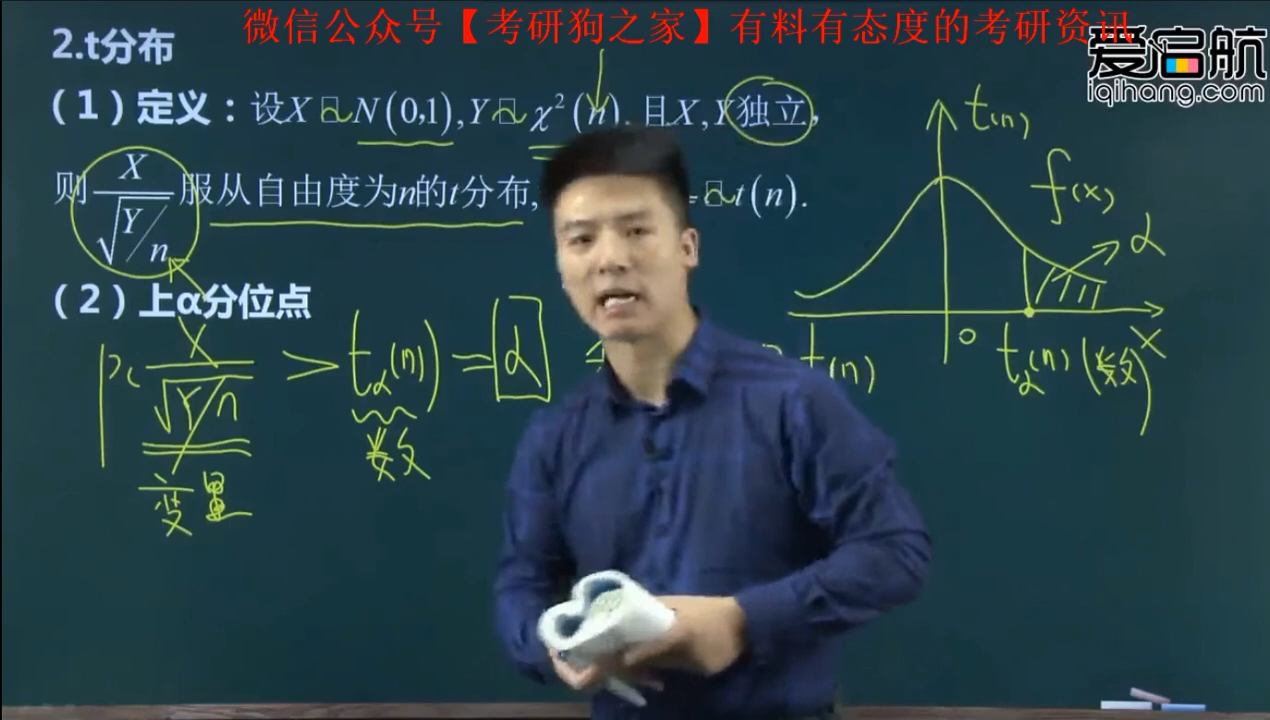 微信公众号【考研狗之家】有料有态度的考研资讯
爱启航
iqihang.com
2.t分布
（1）定义：设X~N(0,1),Y~χ²(n),且X,Y独立,
则 X/√(Y/n) 服从自由度为n的t分布, = ~t(n).
（2）上α分位点
P( X/√(Y/n) > tα(n) ) = α
变量
数
t(n)
t(n)
f(x)
α
0
tα(n) (数)
X